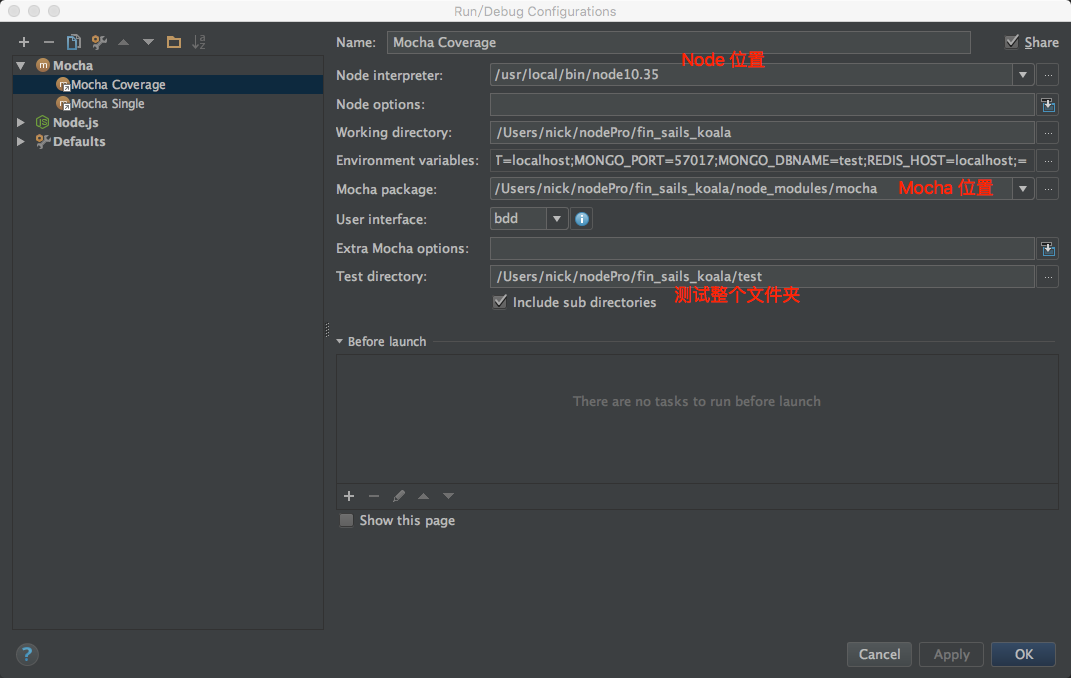 Run/Debug Configurations
Name: Mocha Coverage Share
Mocha
Mocha Coverage
Mocha Single
Node.js
Defaults
Node 位置
Node interpreter: /usr/local/bin/node10.35
Node options:
Working directory: /Users/nick/nodePro/fin_sails_koala
Environment variables: T=localhost;MONGO_PORT=57017;MONGO_DBNAME=test;REDIS_HOST=localhost;=
Mocha package: /Users/nick/nodePro/fin_sails_koala/node_modules/mocha Mocha 位置
User interface: bdd
Extra Mocha options:
Test directory: /Users/nick/nodePro/fin_sails_koala/test
Include sub directories 测试整个文件夹
Before launch
There are no tasks to run before launch
Show this page
? Cancel Apply OK